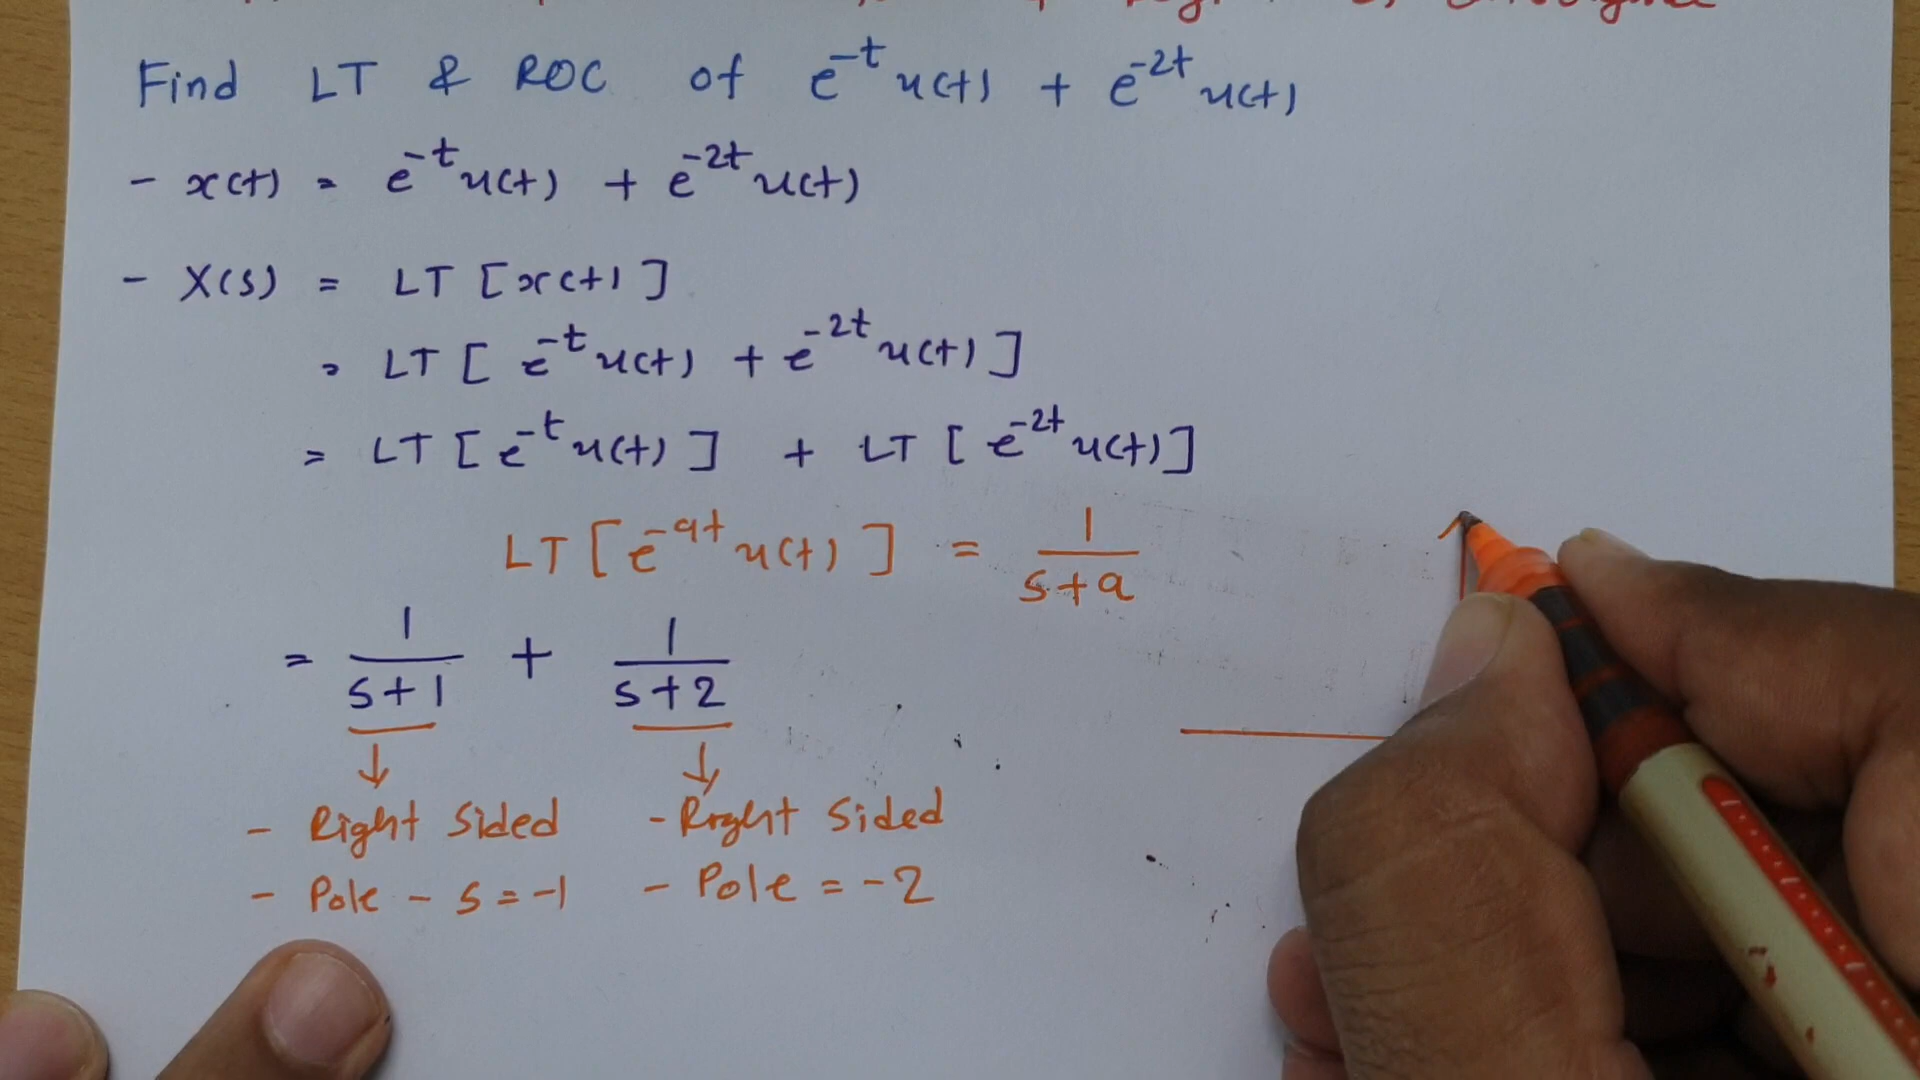 Find LT & ROC of e^-t u(t) + e^-2t u(t)
- x(t) = e^-t u(t) + e^-2t u(t)
- X(s) = LT [x(t)]
= LT [ e^-t u(t) + e^-2t u(t) ]
= LT [ e^-t u(t) ] + LT [ e^-2t u(t) ]
LT [ e^-at u(t) ] = 1/(s+a)
= 1/(s+1) + 1/(s+2)
↓ ↓
- Right Sided - Right Sided
- Pole - s = -1 - Pole = -2